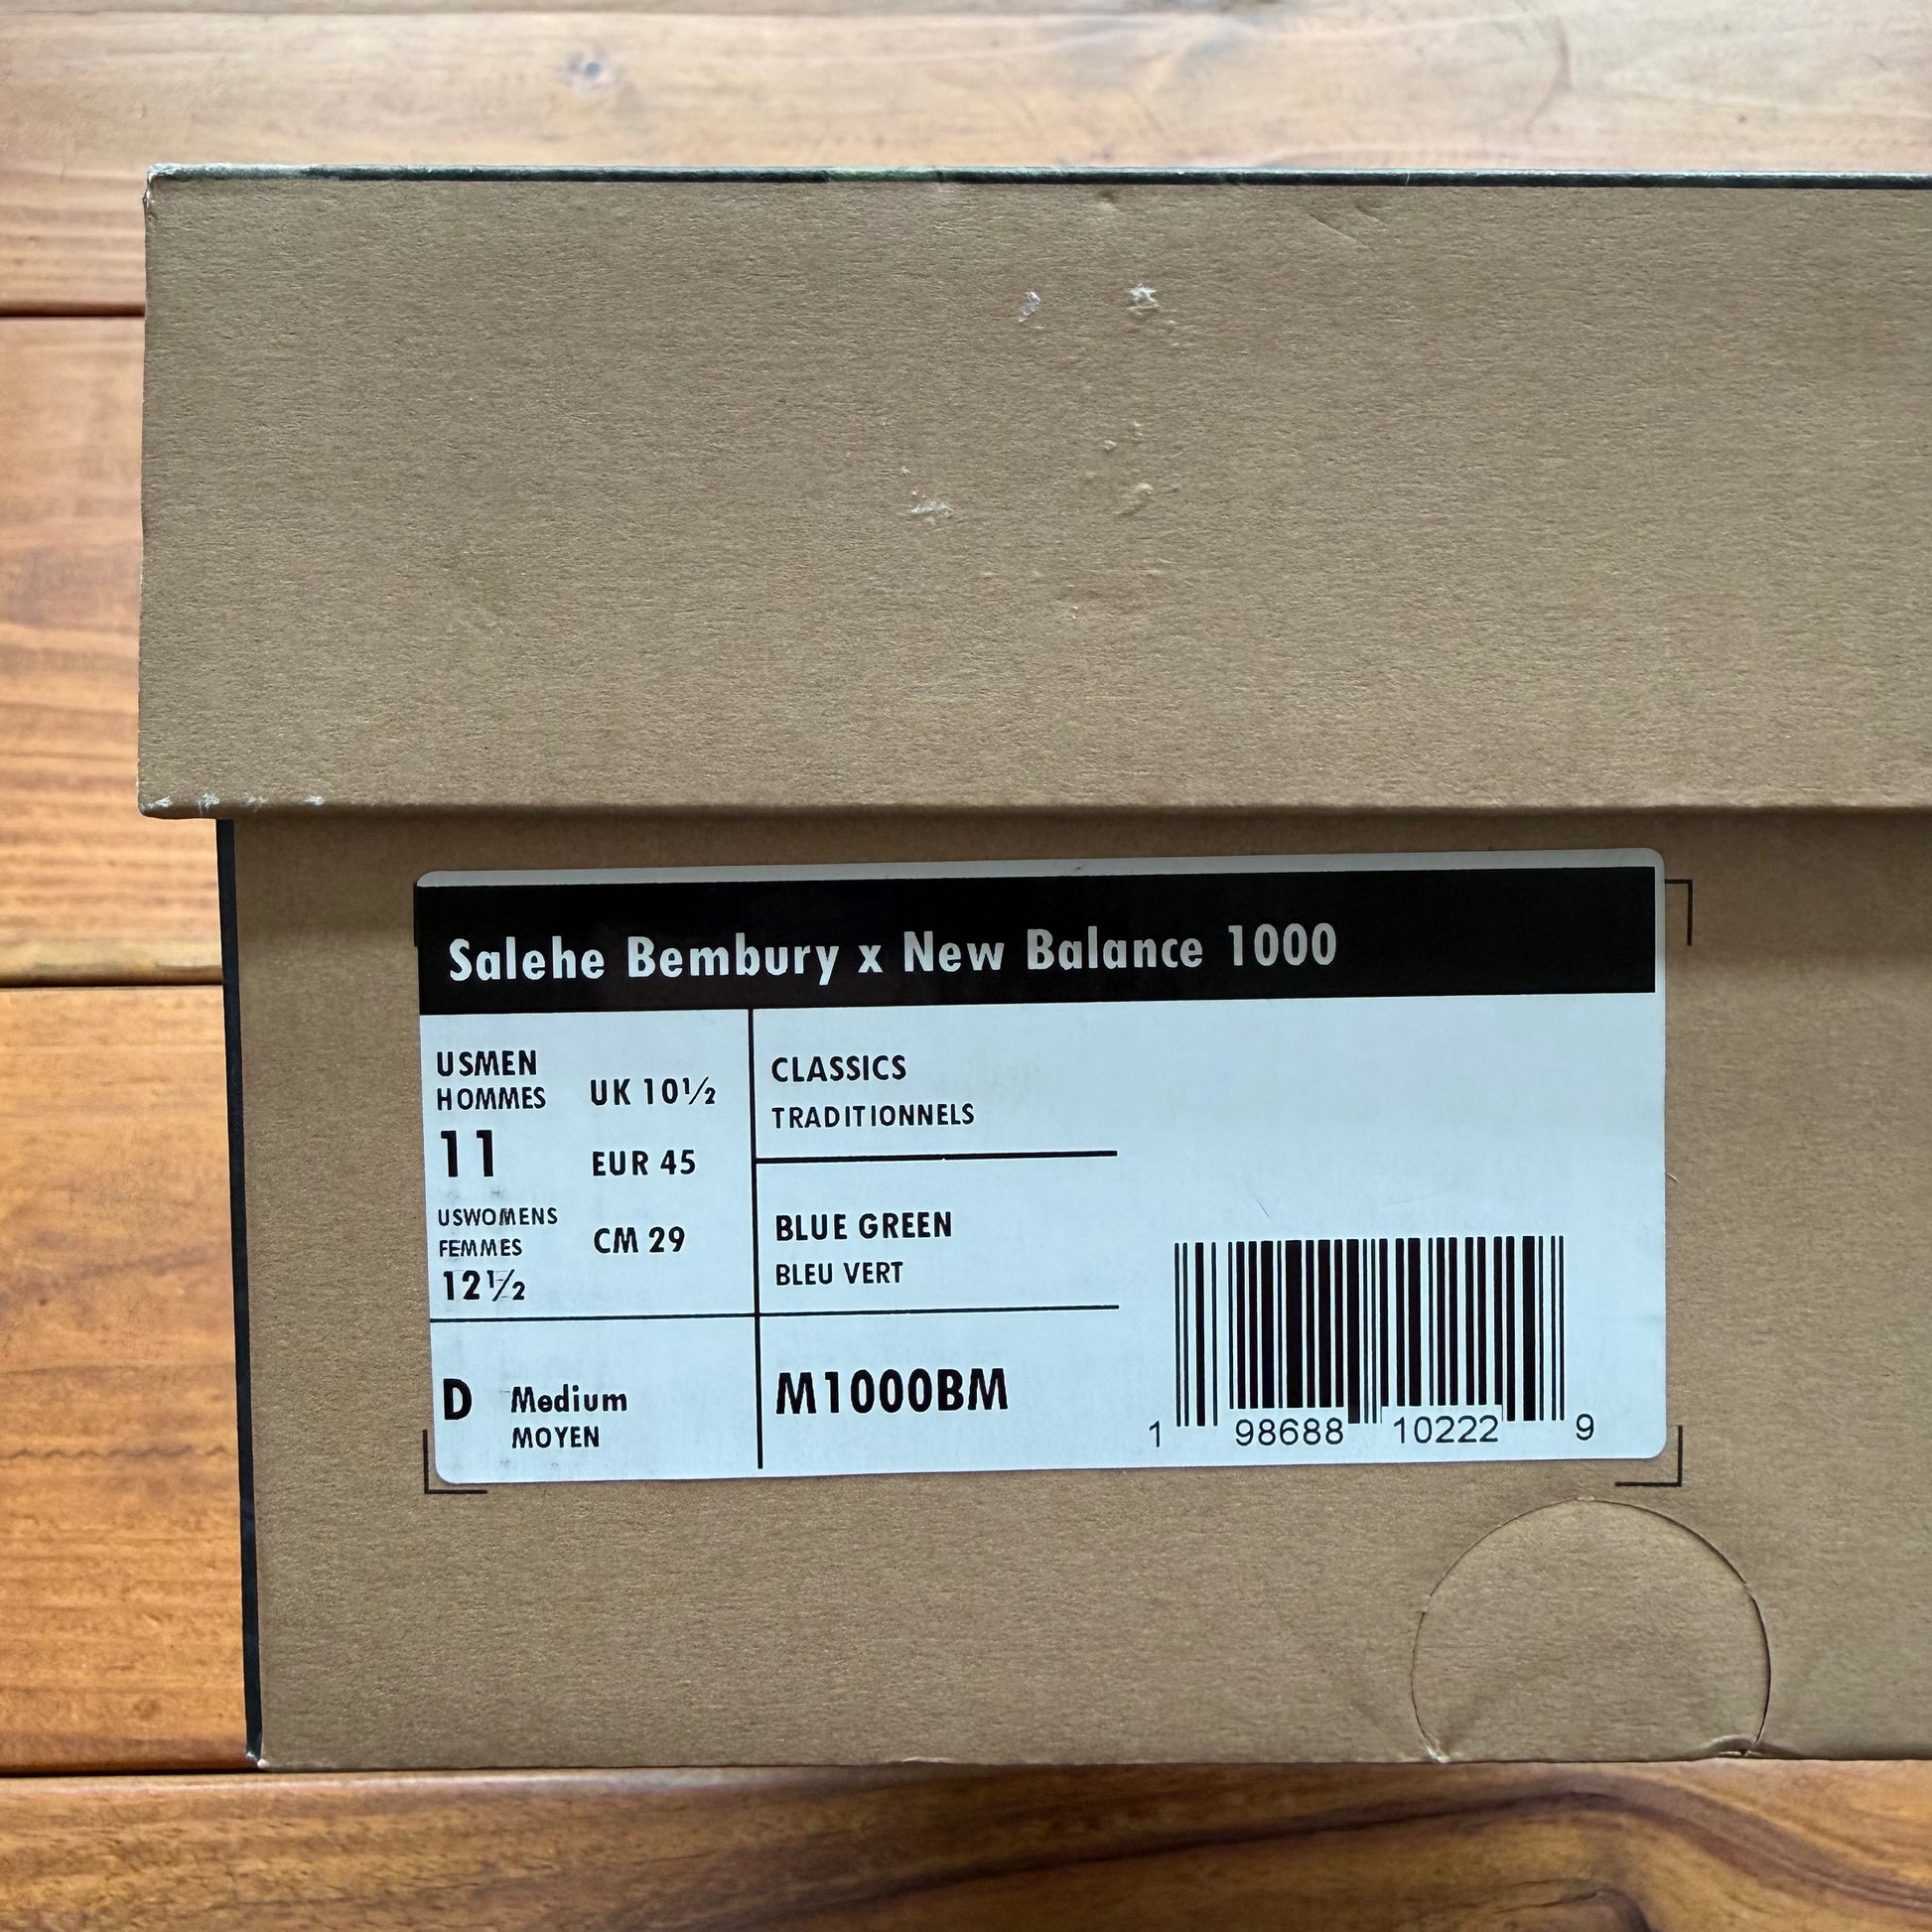 Salehe Bembury x New Balance 1000
USMEN
HOMMES
11
USWOMENS
FEMMES
12½
UK 10½
EUR 45
CM 29
D Medium
MOYEN
CLASSICS
TRADITIONNELS
BLUE GREEN
BLEU VERT
M1000BM
1 98688 10222 9